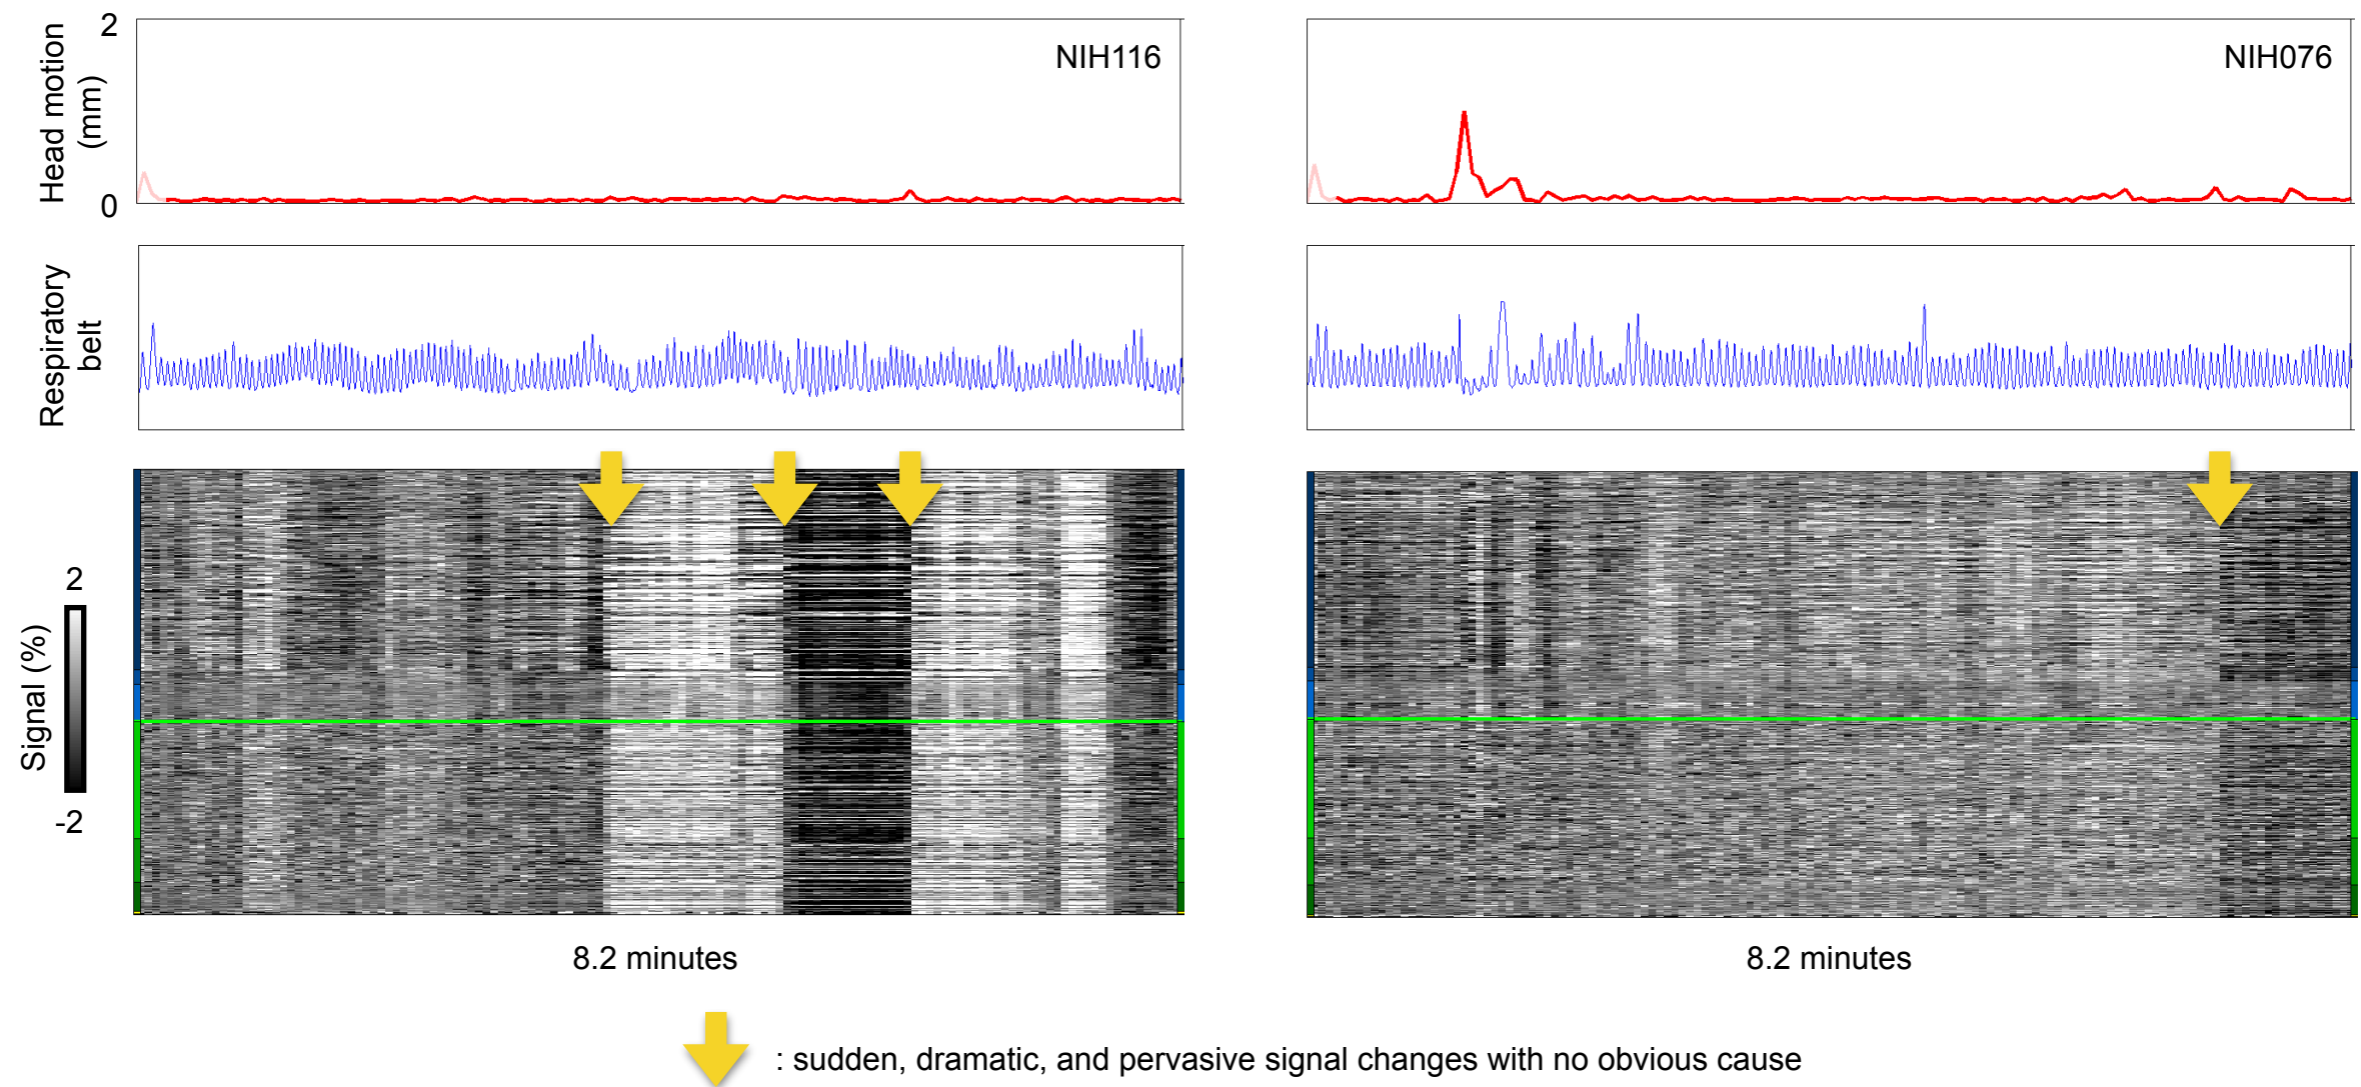 Head motion
(mm)
2
0
NIH116
NIH076
Respiratory
belt
Signal (%)
2
-2
8.2 minutes
8.2 minutes
: sudden, dramatic, and pervasive signal changes with no obvious cause